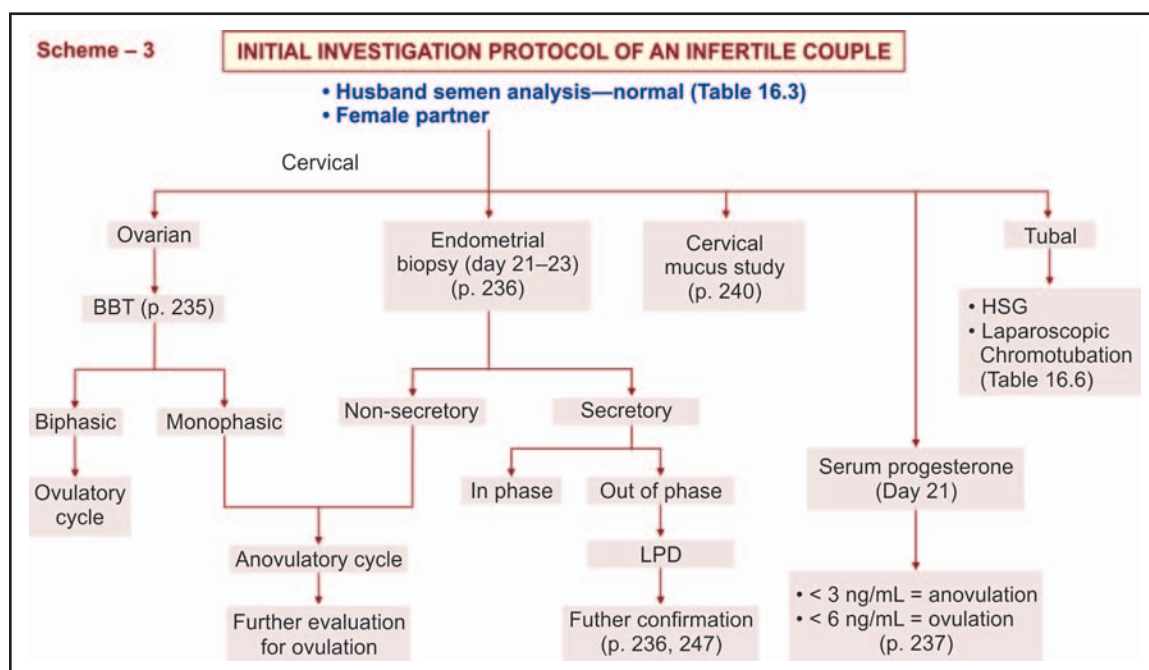 Scheme – 3
INITIAL INVESTIGATION PROTOCOL OF AN INFERTILE COUPLE
• Husband semen analysis—normal (Table 16.3)
• Female partner
Cervical
Ovarian
Endometrial
biopsy (day 21–23)
(p. 236)
Cervical
mucus study
(p. 240)
Tubal
BBT (p. 235)
• HSG
• Laparoscopic
Chromotubation
(Table 16.6)
Biphasic
Monophasic
Non-secretory
Secretory
Ovulatory
cycle
In phase
Out of phase
Serum progesterone
(Day 21)
Anovulatory cycle
LPD
Further evaluation
for ovulation
Futher confirmation
(p. 236, 247)
• < 3 ng/mL = anovulation
• < 6 ng/mL = ovulation
(p. 237)